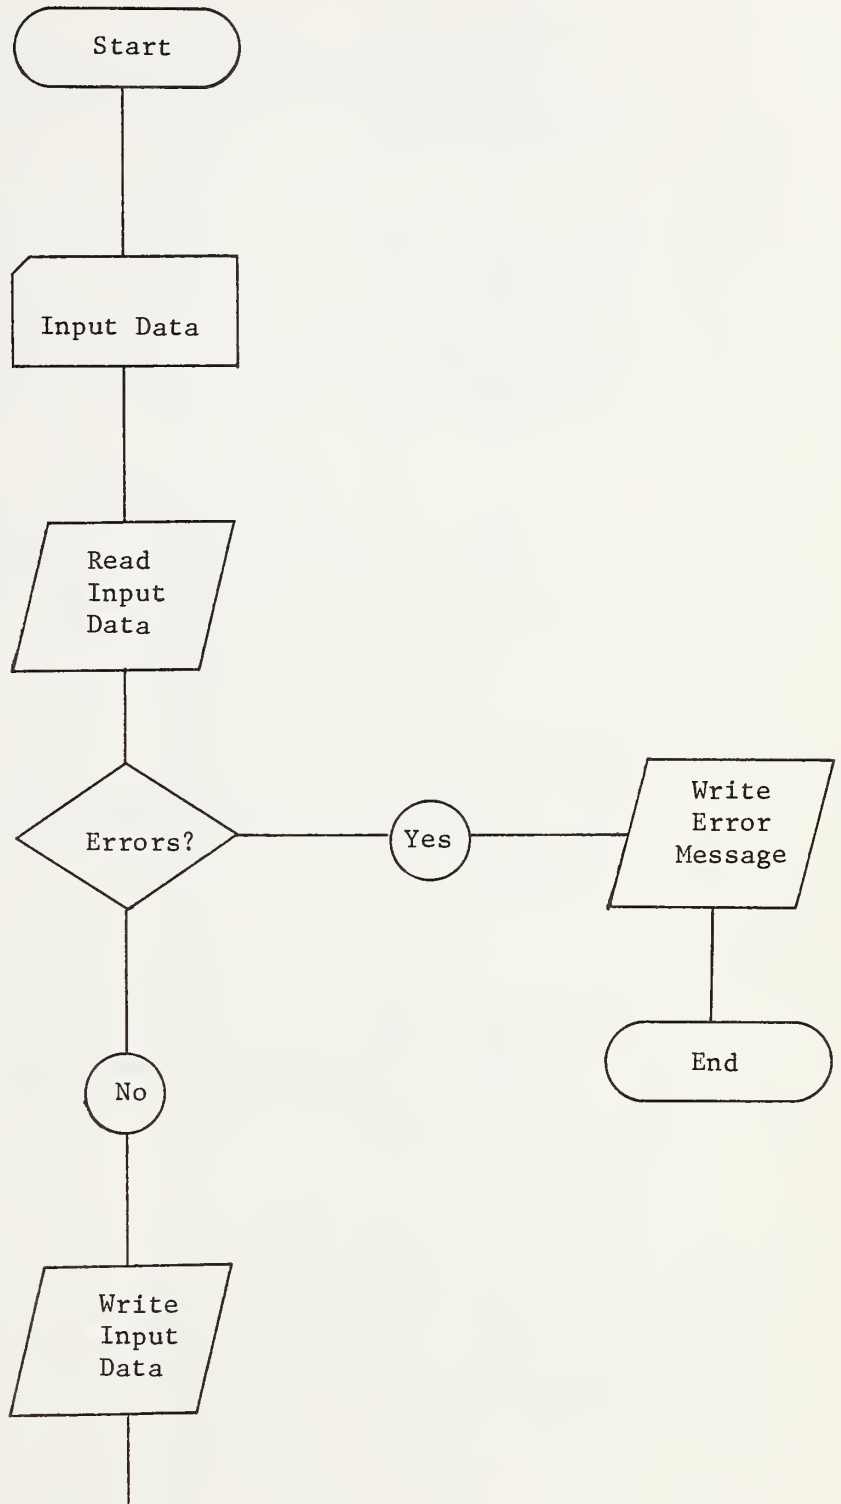 Start
Input Data
Read
Input
Data
Errors?
Yes
Write
Error
Message
End
No
Write
Input
Data